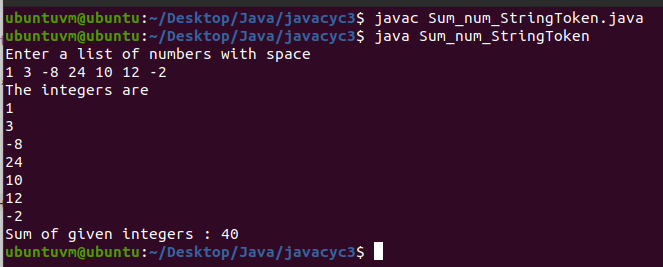 ubuntuvm@ubuntu:~/Desktop/Java/javacyc3$ javac Sum_num_StringToken.java
ubuntuvm@ubuntu:~/Desktop/Java/javacyc3$ java Sum_num_StringToken
Enter a list of numbers with space
1 3 -8 24 10 12 -2
The integers are
1
3
-8
24
10
12
-2
Sum of given integers : 40
ubuntuvm@ubuntu:~/Desktop/Java/javacyc3$